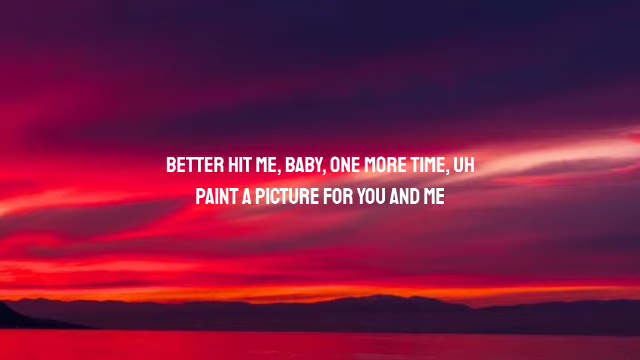 BETTER HIT ME, BABY, ONE MORE TIME, UH
PAINT A PICTURE FOR YOU AND ME